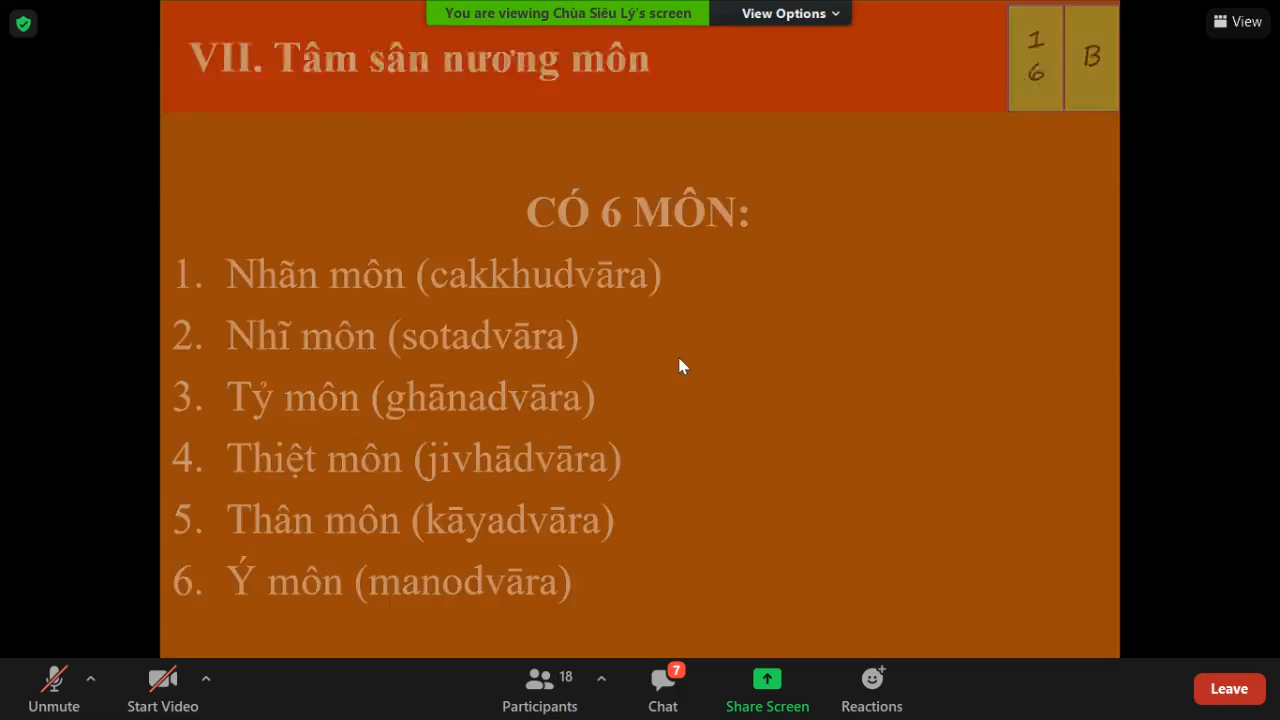 You are viewing Chùa Siêu Lý's screen
View Options
View
VII. Tâm sân nương môn
1
6
B
CÓ 6 MÔN:
1. Nhãn môn (cakkhudvāra)
2. Nhĩ môn (sotadvāra)
3. Tỷ môn (ghānadvāra)
4. Thiệt môn (jivhādvāra)
5. Thân môn (kāyadvāra)
6. Ý môn (manodvāra)
18
7
Unmute
Start Video
Participants
Chat
Share Screen
Reactions
Leave